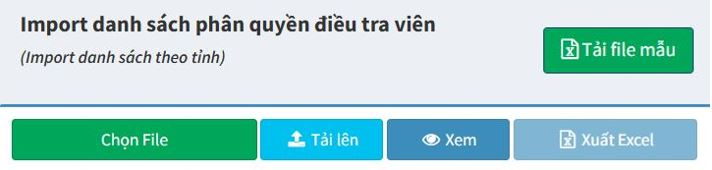 Import danh sách phân quyền điều tra viên
(Import danh sách theo tỉnh)
Tải file mẫu
Chọn File Tải lên Xem Xuất Excel